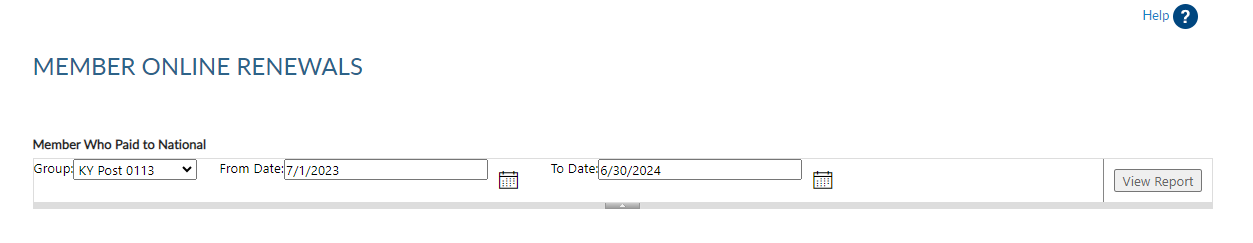 Help ?
MEMBER ONLINE RENEWALS
Member Who Paid to National
Group: KY Post 0113 From Date: 7/1/2023 To Date: 6/30/2024 View Report